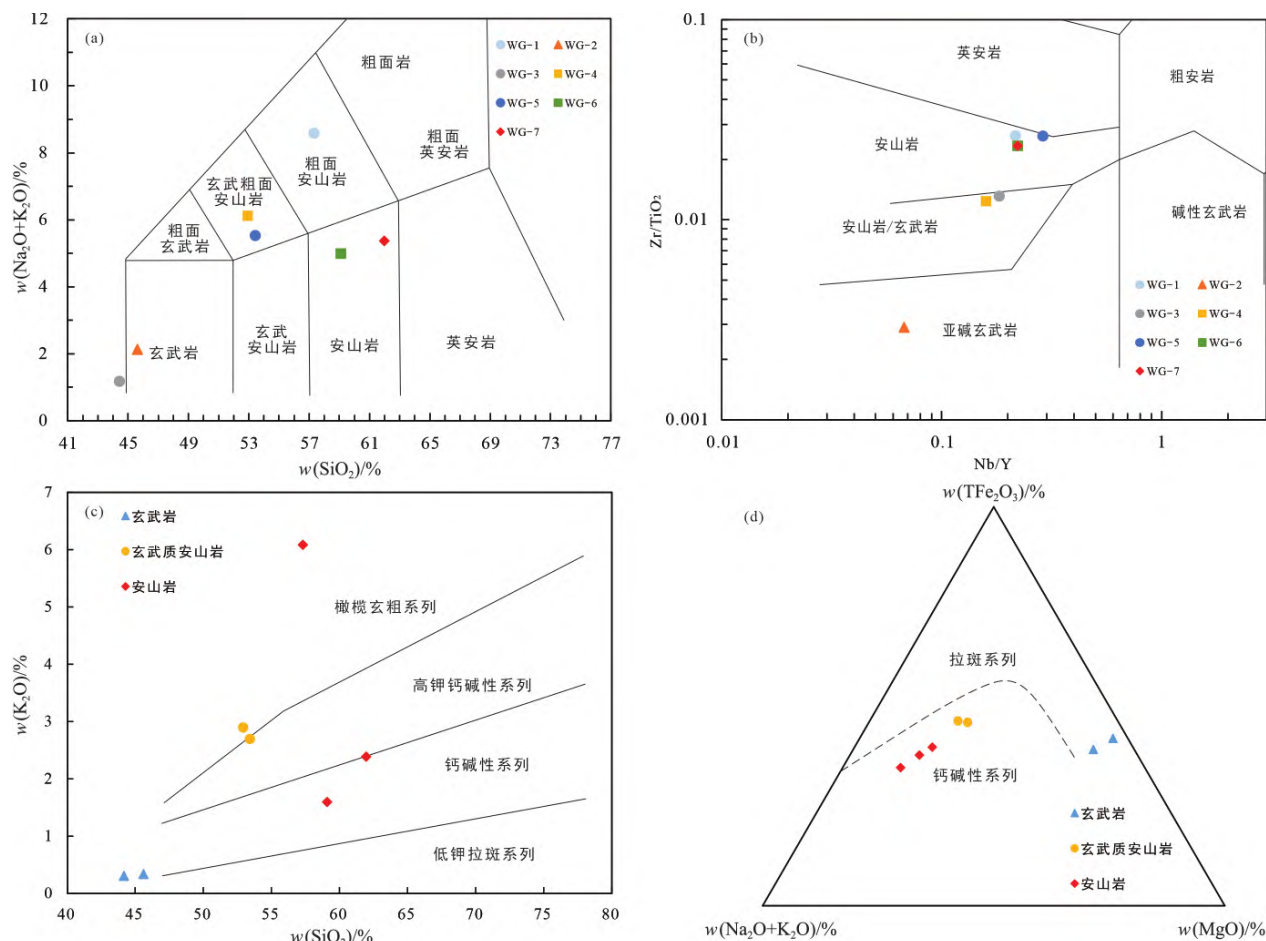 (a)
12
10
8
6
4
2
0
w(Na₂O+K₂O)/%
WG-1
WG-2
WG-3
WG-4
WG-5
WG-6
WG-7
粗面岩
粗面
英安岩
粗面
安山岩
玄武粗面
安山岩
粗面
玄武岩
玄武岩
玄武
安山岩
安山岩
英安岩
41 45 49 53 57 61 65 69 73 77
w(SiO₂)/%
(b)
0.1
0.01
0.001
Zr/TiO₂
英安岩
粗安岩
安山岩
安山岩/玄武岩
碱性玄武岩
亚碱玄武岩
WG-1
WG-2
WG-3
WG-4
WG-5
WG-6
WG-7
0.01 0.1 1
Nb/Y
(c)
7
6
5
4
3
2
1
0
w(K₂O)/%
玄武岩
玄武质安山岩
安山岩
橄榄玄粗系列
高钾钙碱性系列
钙碱性系列
低钾拉斑系列
40 45 50 55 60 65 70 75 80
w(SiO₂)/%
w(TFe₂O₃)/%
(d)
拉斑系列
钙碱性系列
玄武岩
玄武质安山岩
安山岩
w(Na₂O+K₂O)/%
w(MgO)/%